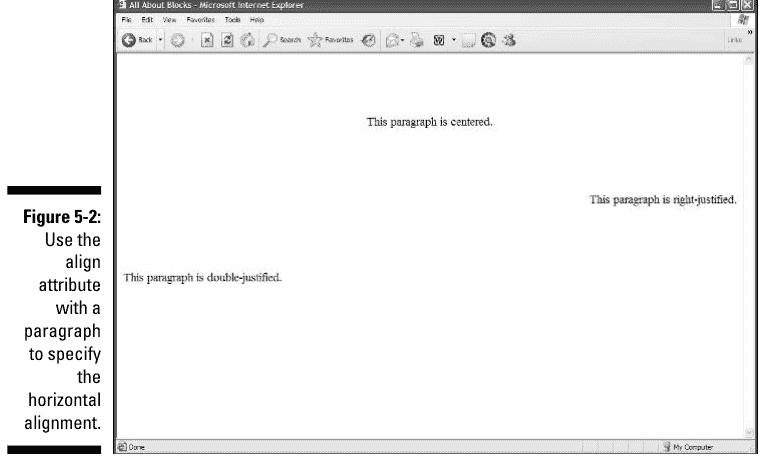 All About Blocks - Microsoft Internet Explorer
File Edit View Favorites Tools Help
Back Search Favorites Links
This paragraph is centered.
This paragraph is right-justified.
This paragraph is double-justified.
Figure 5-2:
Use the
align
attribute
with a
paragraph
to specify
the
horizontal
alignment.
Done My Computer